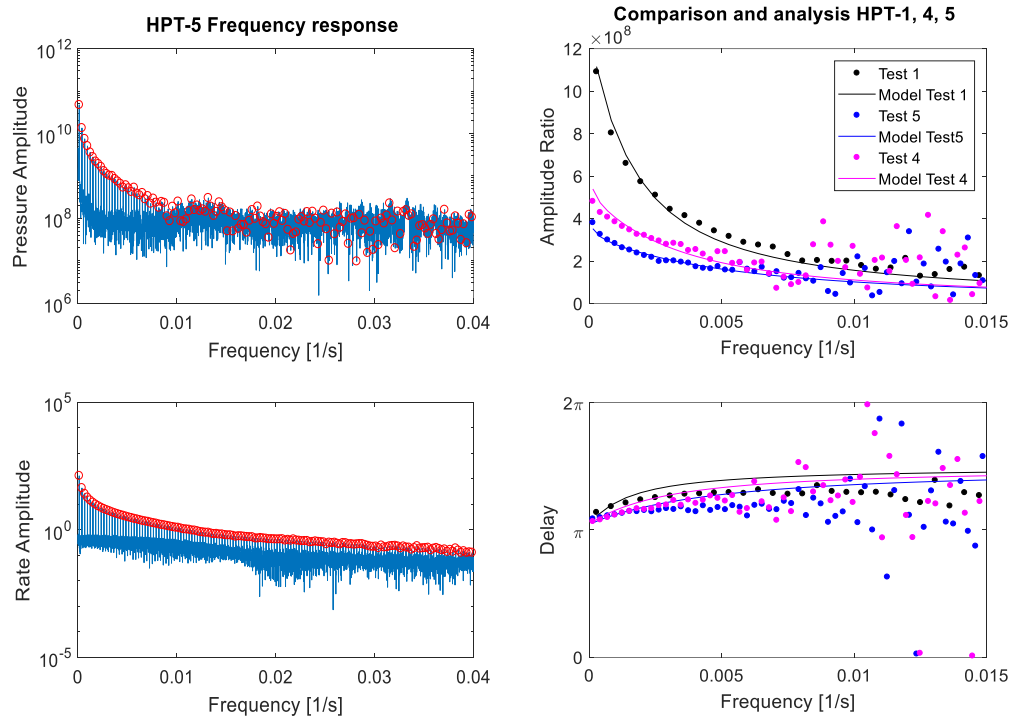 HPT-5 Frequency response
Pressure Amplitude
10^12
10^10
10^8
10^6
0
0.01
0.02
0.03
0.04
Frequency [1/s]
Comparison and analysis HPT-1, 4, 5
×10^8
Amplitude Ratio
12
10
8
6
4
2
0
Test 1
Model Test 1
Test 5
Model Test5
Test 4
Model Test 4
0
0.005
0.01
0.015
Frequency [1/s]
Rate Amplitude
10^5
10^0
10^-5
0
0.01
0.02
0.03
0.04
Frequency [1/s]
Delay
2π
π
0
0
0.005
0.01
0.015
Frequency [1/s]